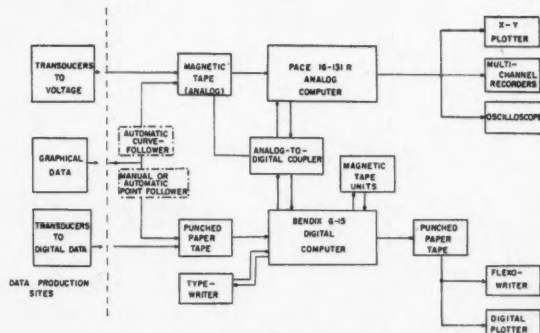 TRANSDUCERS
TO
VOLTAGE
MAGNETIC
TAPE
(ANALOG)
PACE 16-131 R
ANALOG
COMPUTER
X-Y
PLOTTER
MULTI-
CHANNEL
RECORDERS
OSCILLOSCOPE
GRAPHICAL
DATA
AUTOMATIC
CURVE-
FOLLOWER
MANUAL OR
AUTOMATIC
POINT FOLLOWER
ANALOG-TO-
DIGITAL COUPLER
MAGNETIC
TAPE
UNITS
TRANSDUCERS
TO
DIGITAL DATA
PUNCHED
PAPER
TAPE
BENDIX G-15
DIGITAL
COMPUTER
PUNCHED
PAPER
TAPE
TYPE-
WRITER
DATA PRODUCTION
SITES
FLEXO-
WRITER
DIGITAL
PLOTTER